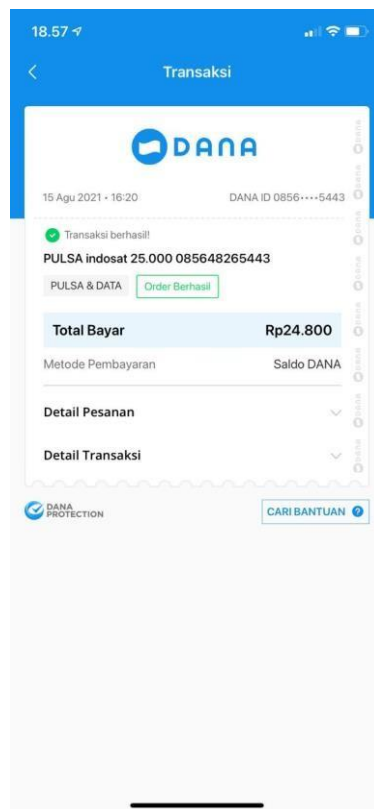 18.57
Transaksi
DANA
15 Agu 2021 • 16:20 DANA ID 0856••••5443
Transaksi berhasil!
PULSA indosat 25.000 085648265443
PULSA & DATA Order Berhasil
Total Bayar Rp24.800
Metode Pembayaran Saldo DANA
Detail Pesanan
Detail Transaksi
DANA
PROTECTION
CARI BANTUAN ?